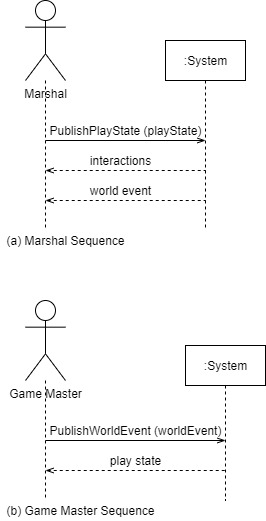 :System
Marshal
PublishPlayState (playState)
interactions
world event
(a) Marshal Sequence
:System
Game Master
PublishWorldEvent (worldEvent)
play state
(b) Game Master Sequence